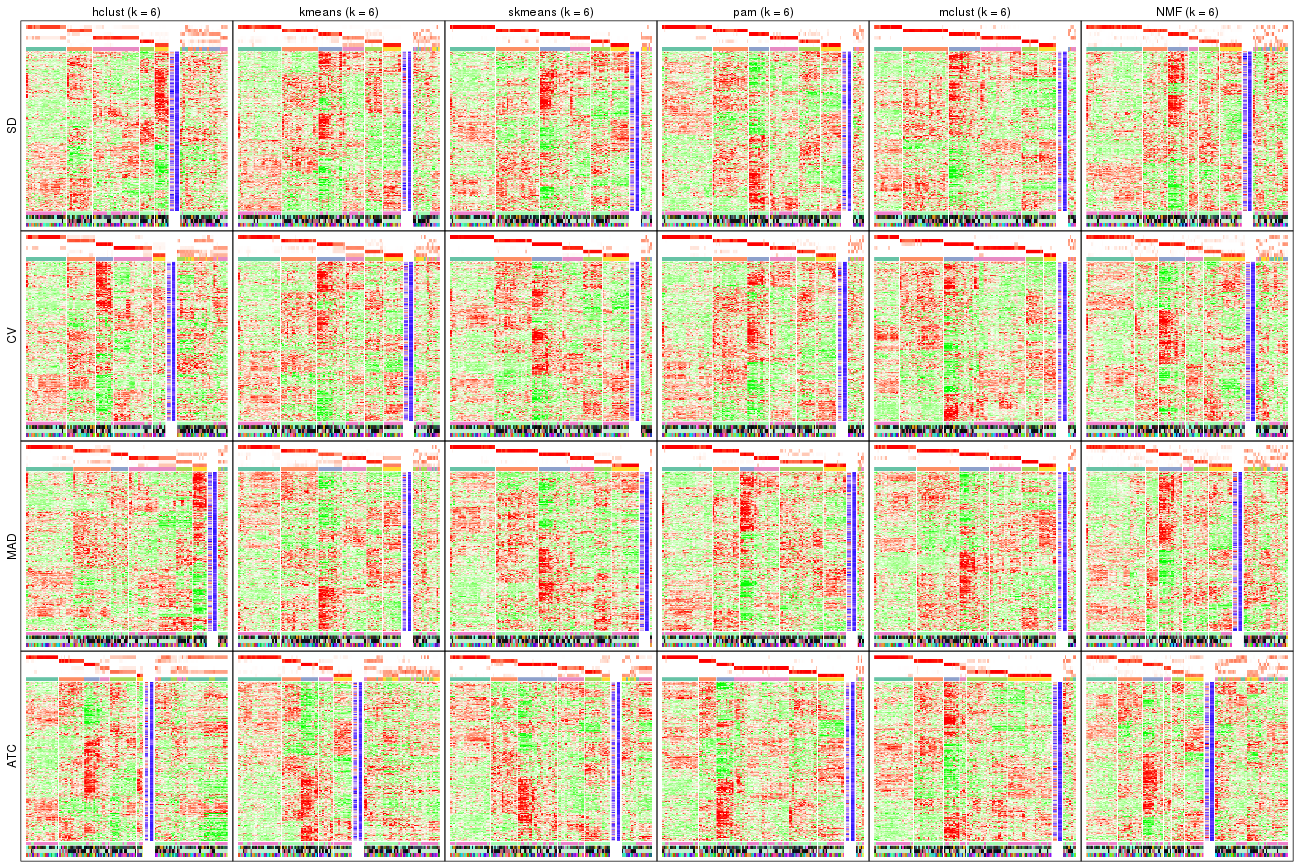 hclust (k = 6) kmeans (k = 6) skmeans (k = 6) pam (k = 6) mclust (k = 6) NMF (k = 6)
SD
CV
MAD
ATC